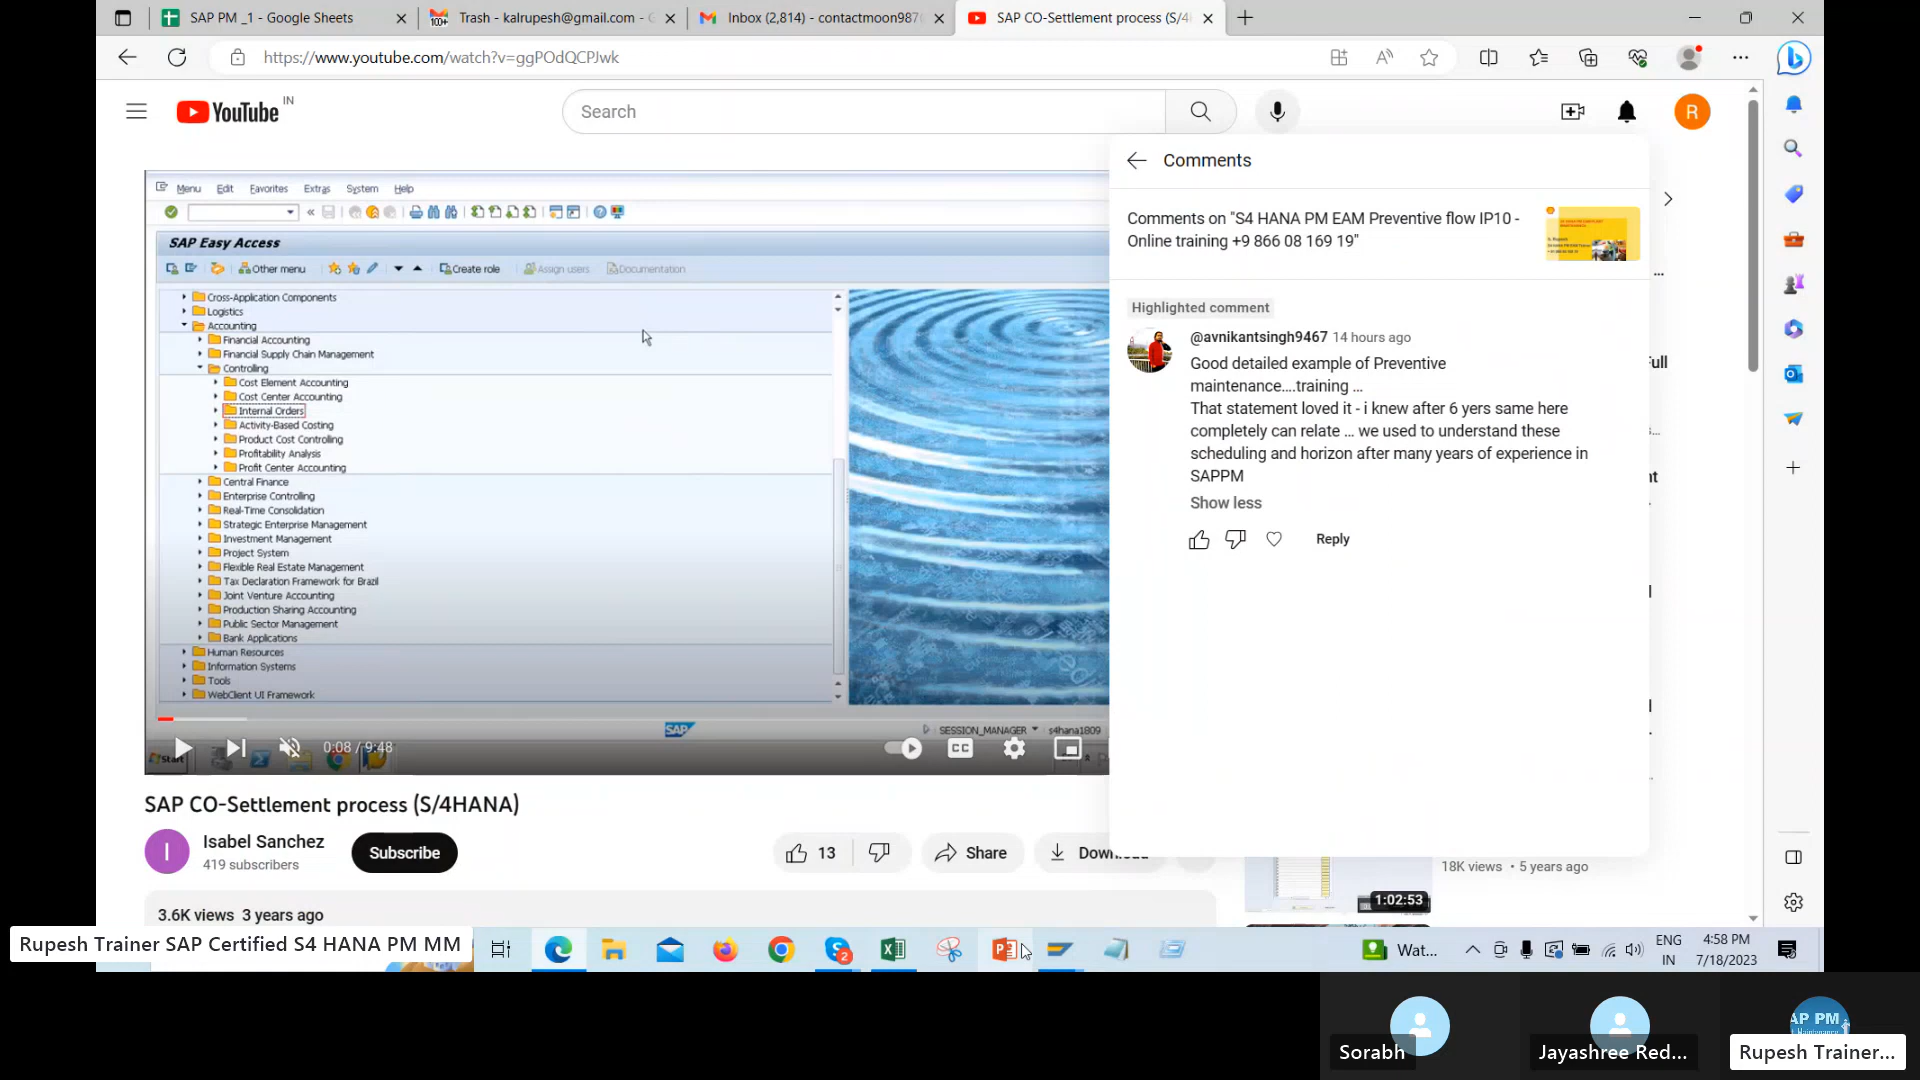 SAP PM _1 - Google Sheets
Trash - kalrupesh@gmail.com - G
Inbox (2,814) - contactmoon987
SAP CO-Settlement process (S/4
https://www.youtube.com/watch?v=ggPOdQCPJwk
YouTube IN
Search
R
Menu Edit Favorites Extras System Help
SAP Easy Access
Other menu Create role Assign users Documentation
Cross-Application Components
Logistics
Accounting
Financial Accounting
Financial Supply Chain Management
Controlling
Cost Element Accounting
Cost Center Accounting
Internal Orders
Activity-Based Costing
Product Cost Controlling
Profitability Analysis
Profit Center Accounting
Central Finance
Enterprise Controlling
Real-Time Consolidation
Strategic Enterprise Management
Investment Management
Project System
Flexible Real Estate Management
Tax Declaration Framework for Brazil
Joint Venture Accounting
Production Sharing Accounting
Public Sector Management
Bank Applications
Human Resources
Information Systems
Tools
WebClient UI Framework
SAP
SESSION_MANAGER s4hana1809
Start
0:08 / 9:48
CC
Comments
Comments on "S4 HANA PM EAM Preventive flow IP10 -
Online training +9 866 08 169 19"
Highlighted comment
@avnikantsingh9467 14 hours ago
Good detailed example of Preventive
maintenance....training ...
That statement loved it - i knew after 6 yers same here
completely can relate ... we used to understand these
scheduling and horizon after many years of experience in
SAPPM
Show less
Reply
SAP CO-Settlement process (S/4HANA)
I
Isabel Sanchez
419 subscribers
Subscribe
13
Share
Download
3.6K views 3 years ago
18K views • 5 years ago
1:02:53
Rupesh Trainer SAP Certified S4 HANA PM MM
Wat...
ENG
IN
4:58 PM
7/18/2023
Sorabh
Jayashree Red...
AP PM
Rupesh Trainer...